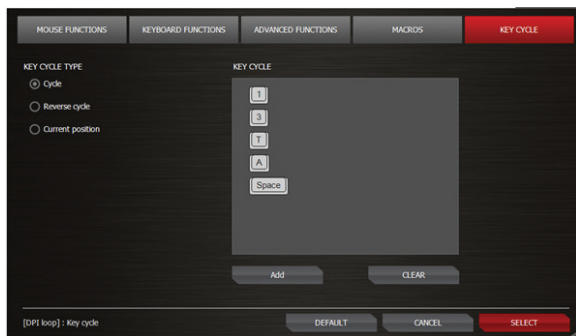 MOUSE FUNCTIONS KEYBOARD FUNCTIONS ADVANCED FUNCTIONS MACROS KEY CYCLE
KEY CYCLE TYPE
Cycle
Reverse cycle
Current position
KEY CYCLE
1
3
T
A
Space
Add CLEAR
[DPI loop] : Key cycle DEFAULT CANCEL SELECT